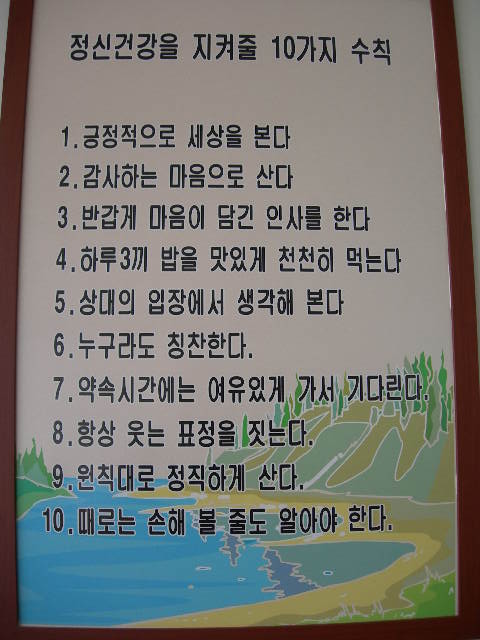 정신건강을 지켜줄 10가지 수칙
1.긍정적으로 세상을 본다
2.감사하는 마음으로 산다
3.반갑게 마음이 담긴 인사를 한다
4.하루3끼 밥을 맛있게 천천히 먹는다
5.상대의 입장에서 생각해 본다
6.누구라도 칭찬한다.
7.약속시간에는 여유있게 가서 기다린다.
8.항상 웃는 표정을 짓는다.
9.원칙대로 정직하게 산다.
10.때로는 손해 볼 줄도 알아야 한다.